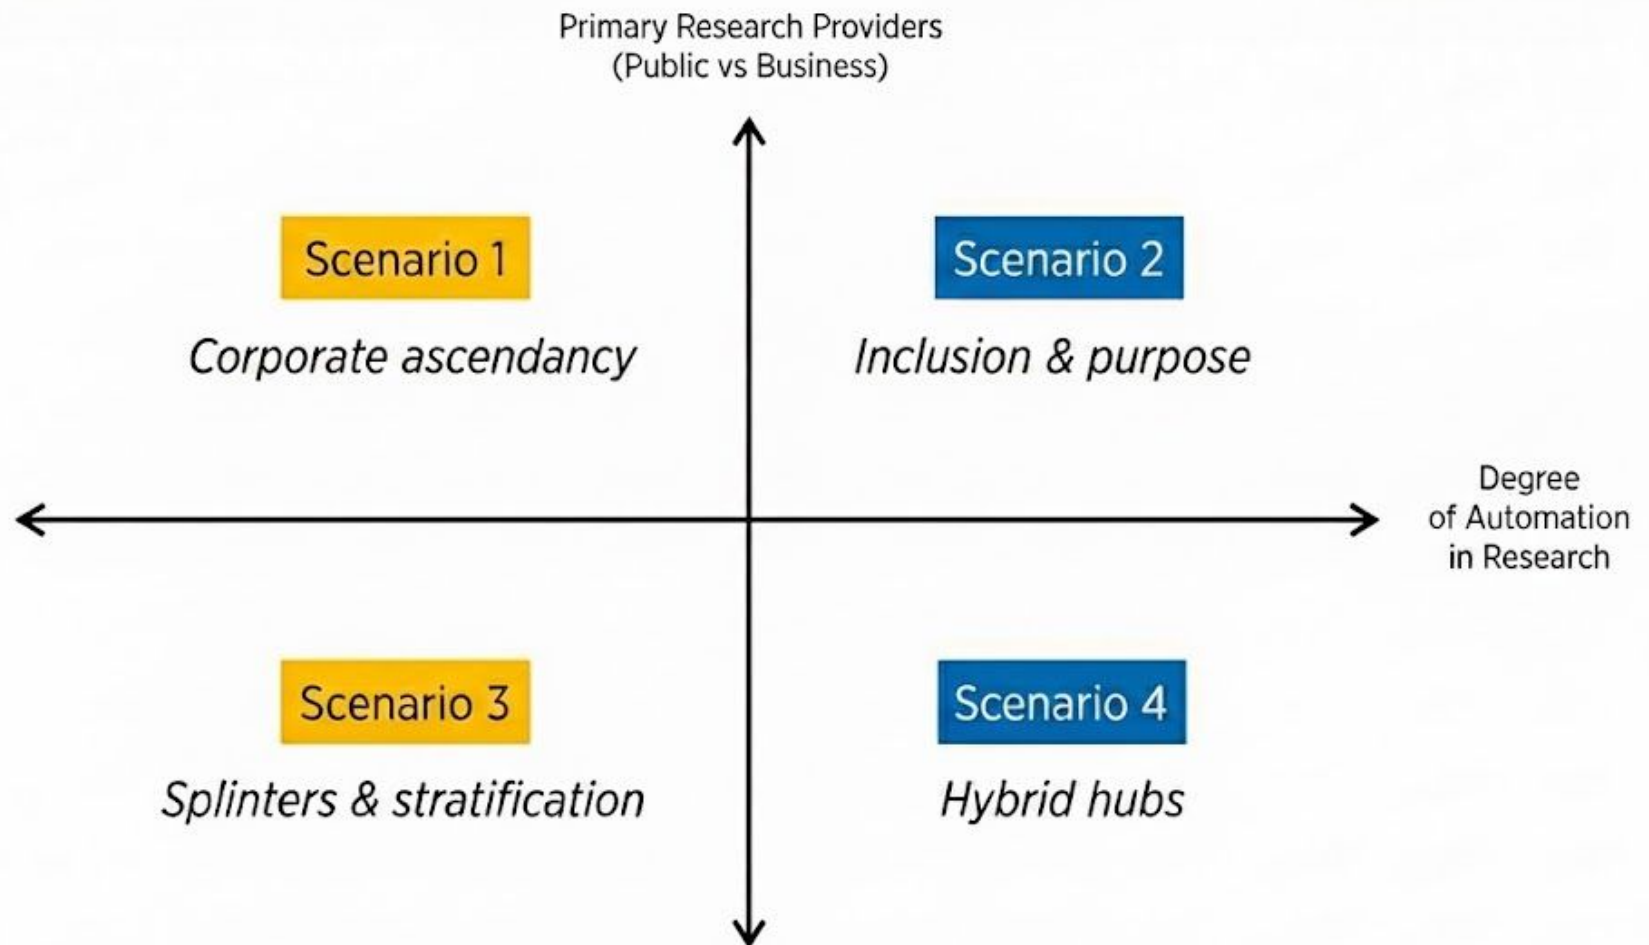 Primary Research Providers
(Public vs Business)
Scenario 1
Corporate ascendancy
Scenario 2
Inclusion & purpose
Degree
of Automation
in Research
Scenario 3
Splinters & stratification
Scenario 4
Hybrid hubs